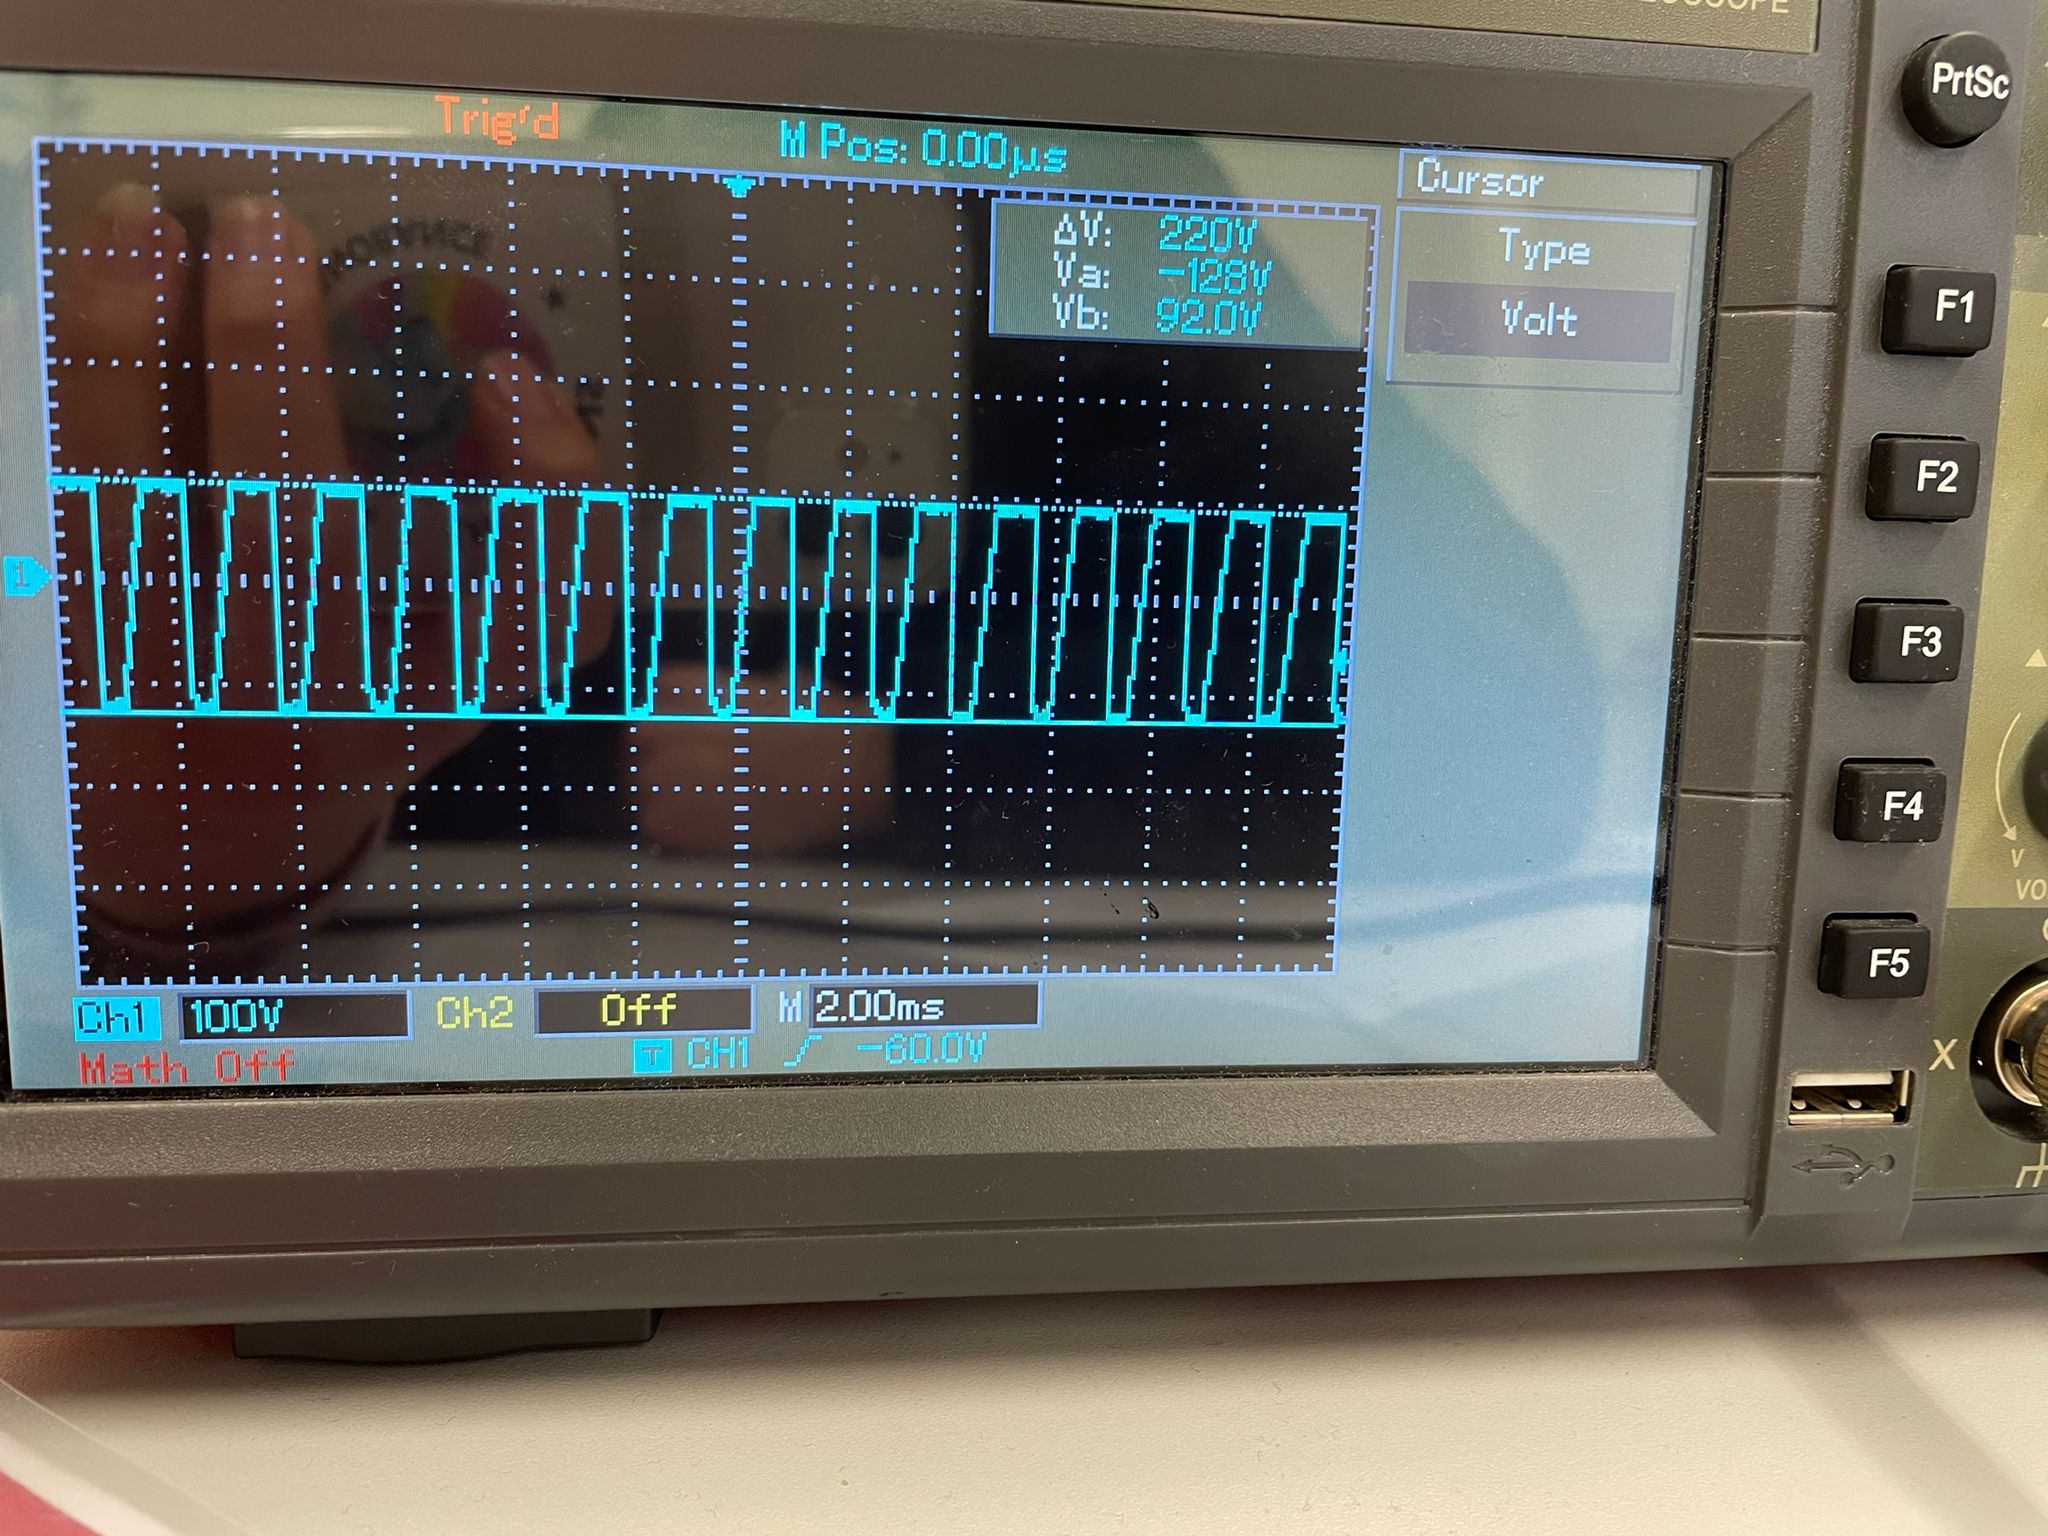 PrtSc
Trig'd
M Pos: 0.00µs
Cursor
ΔV: 220V
Va: -128V
Vb: 92.0V
Type
Volt
F1
F2
F3
F4
F5
1
Ch1 100V Ch2 Off M 2.00ms
T CH1 -60.0V
Math Off
V
X